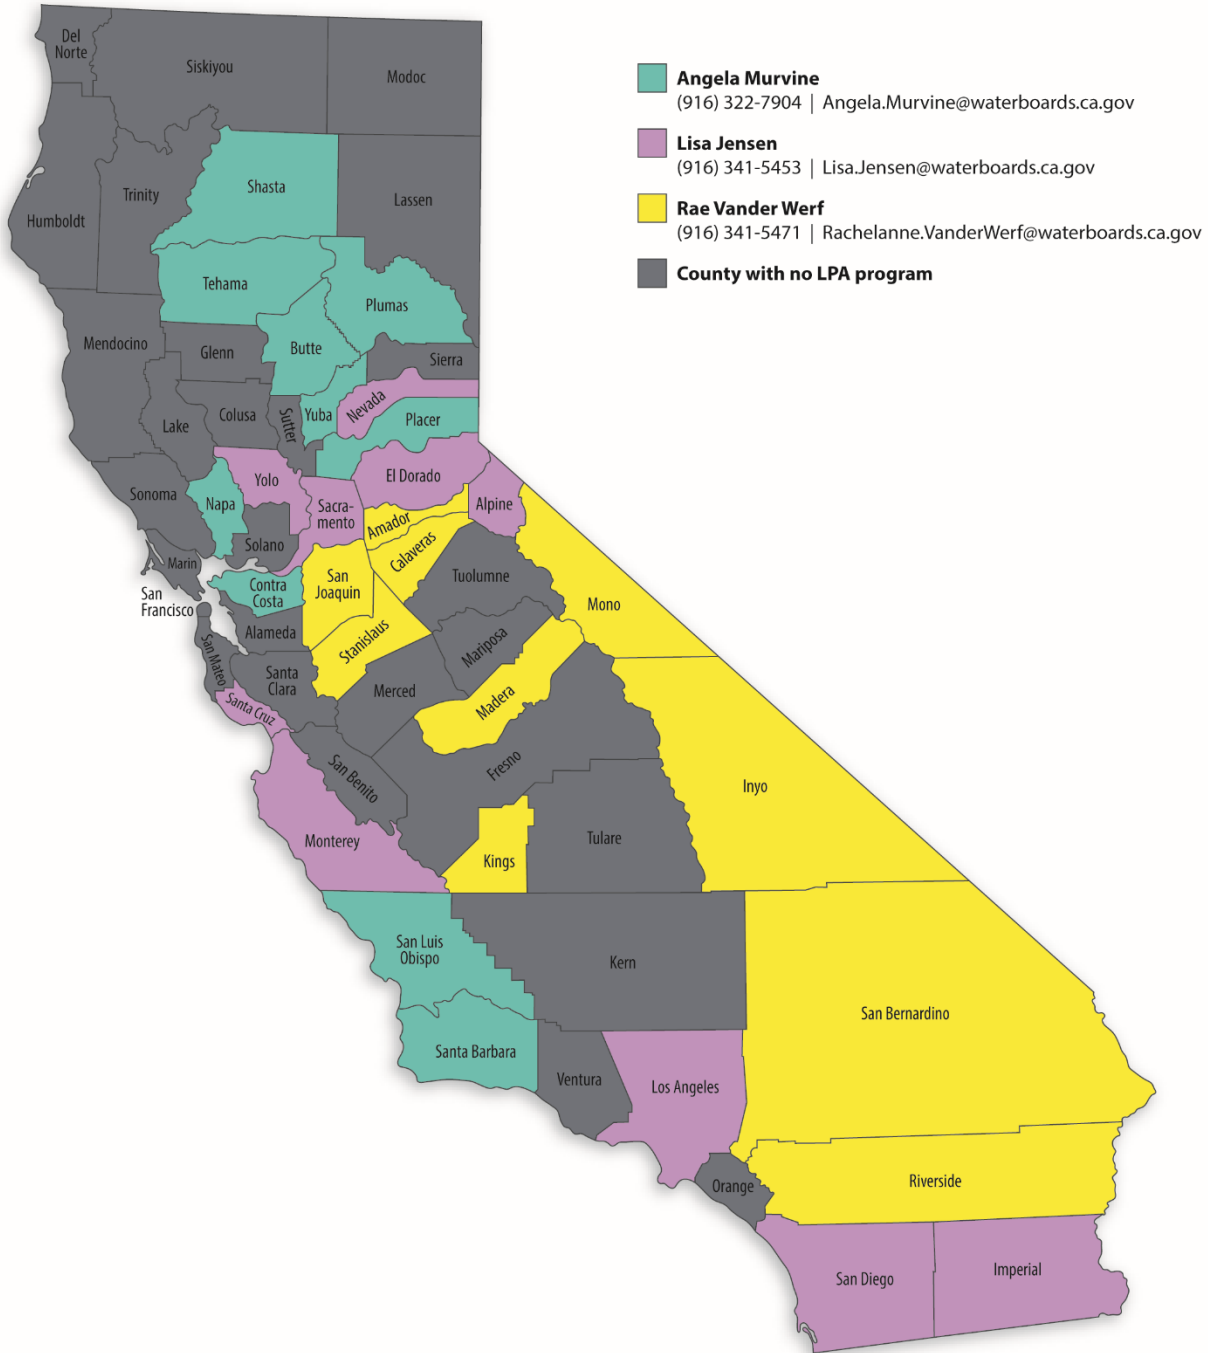 Del
Norte
Siskiyou
Modoc
Angela Murvine
(916) 322-7904 | Angela.Murvine@waterboards.ca.gov
Lisa Jensen
(916) 341-5453 | Lisa.Jensen@waterboards.ca.gov
Rae Vander Werf
(916) 341-5471 | Rachelanne.VanderWerf@waterboards.ca.gov
County with no LPA program
Humboldt
Trinity
Shasta
Lassen
Tehama
Plumas
Mendocino
Glenn
Butte
Sierra
Lake
Colusa
Sutter
Yuba
Nevada
Placer
Sonoma
Napa
Yolo
Sacra-
mento
El Dorado
Alpine
Solano
Amador
Calaveras
Marin
Contra
Costa
San
Joaquin
Tuolumne
Mono
San
Francisco
Alameda
Stanislaus
Mariposa
San Mateo
Santa
Clara
Merced
Madera
Santa Cruz
San Benito
Fresno
Inyo
Monterey
Kings
Tulare
San Luis
Obispo
Kern
San Bernardino
Santa Barbara
Ventura
Los Angeles
Orange
Riverside
San Diego
Imperial